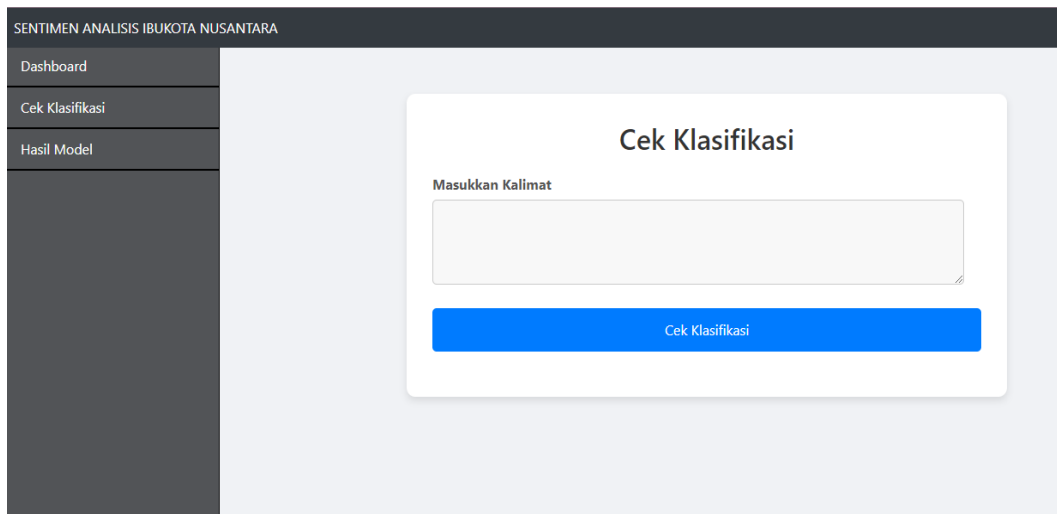 SENTIMEN ANALISIS IBUKOTA NUSANTARA
Dashboard
Cek Klasifikasi
Hasil Model
Cek Klasifikasi
Masukkan Kalimat
Cek Klasifikasi